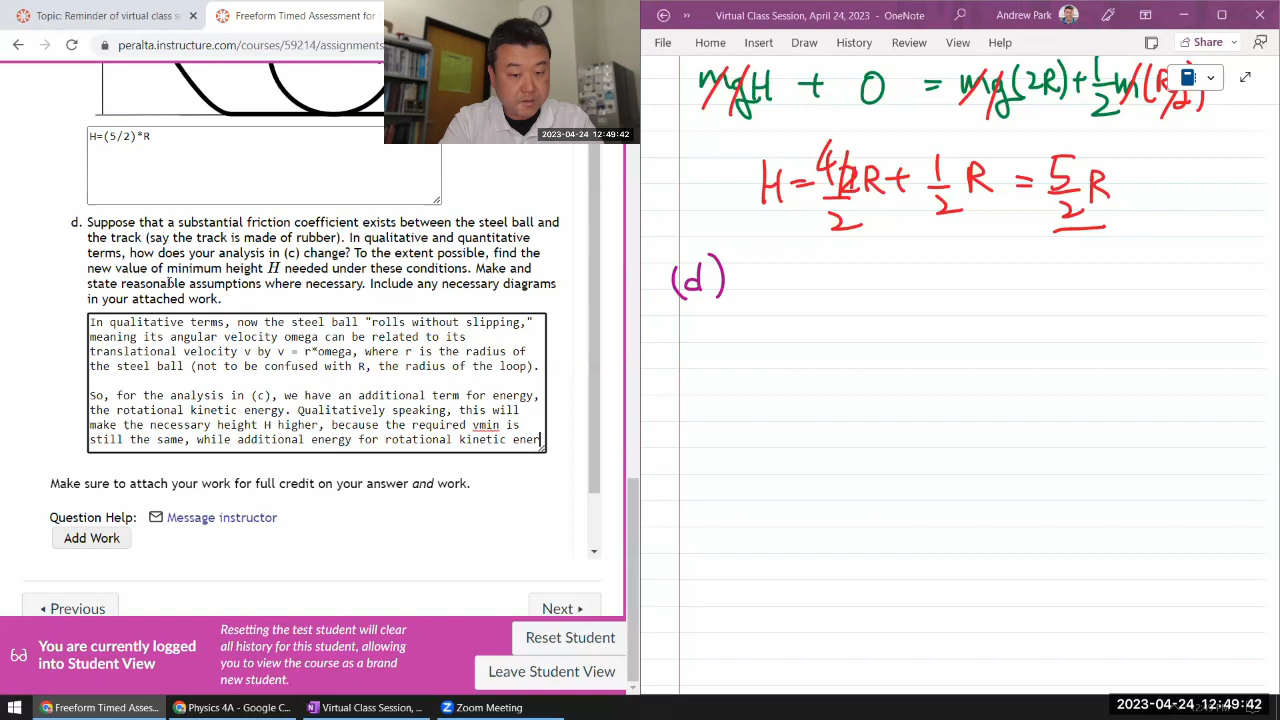 Topic: Reminder of virtual class s
Freeform Timed Assessment for
peralta.instructure.com/courses/59214/assignments
2023-04-24 12:49:42
H=(5/2)*R
d. Suppose that a substantial friction coefficient exists between the steel ball and
the track (say the track is made of rubber). In qualitative and quantitative
terms, how does your analysis in (c) change? To the extent possible, find the
new value of minimum height H needed under these conditions. Make and
state reasonable assumptions where necessary. Include any necessary diagrams
in your attached work.
In qualitative terms, now the steel ball "rolls without slipping,"
meaning its angular velocity omega can be related to its
translational velocity v by v = r*omega, where r is the radius of
the steel ball (not to be confused with R, the radius of the loop).
So, for the analysis in (c), we have an additional term for energy,
the rotational kinetic energy. Qualitatively speaking, this will
make the necessary height H higher, because the required vmin is
still the same, while additional energy for rotational kinetic ener
Make sure to attach your work for full credit on your answer and work.
Question Help: Message instructor
Add Work
Previous
Next
You are currently logged
into Student View
Resetting the test student will clear
all history for this student, allowing
you to view the course as a brand
new student.
Reset Student
Leave Student View
Virtual Class Session, April 24, 2023 - OneNote
Andrew Park
File Home Insert Draw History Review View Help
Share
mgH + 0 = mg(2R) + 1/2 m(Rg)
H = 4/2 R + 1/2 R = 5/2 R
(d)
Freeform Timed Asses...
Physics 4A - Google C...
Virtual Class Session, ...
Zoom Meeting
2023-04-24 12:49:42